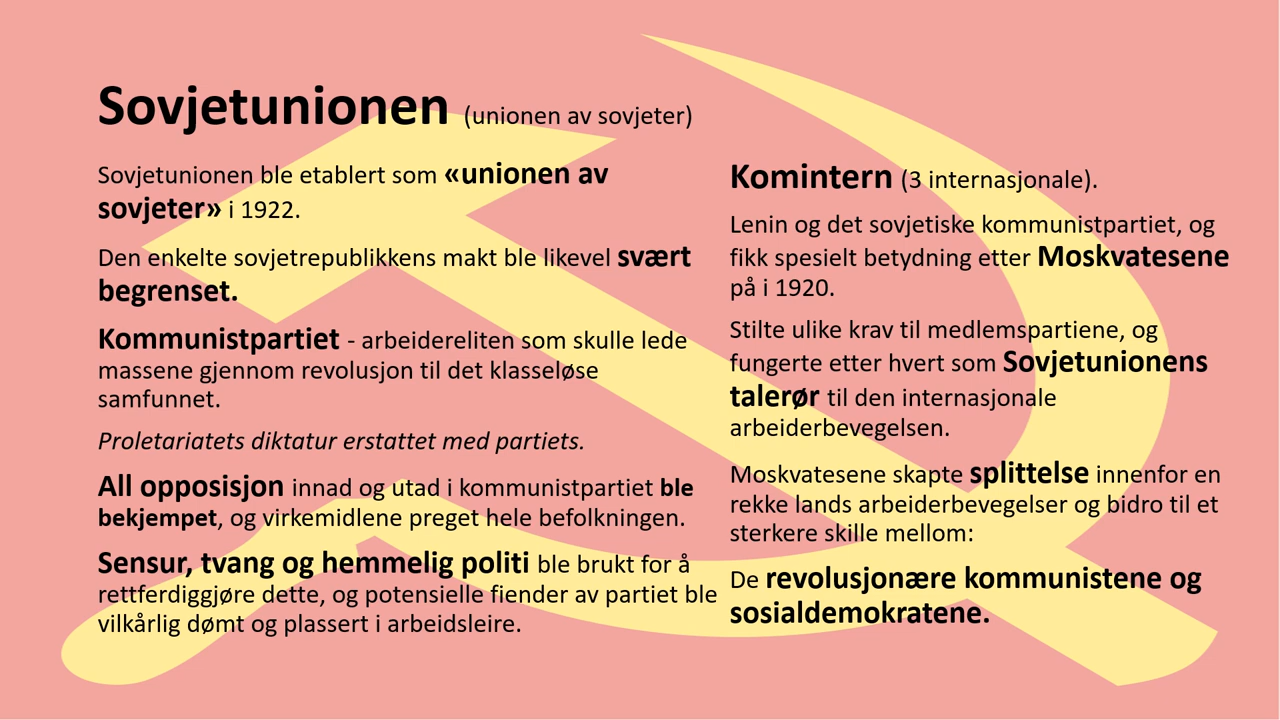 Sovjetunionen (unionen av sovjeter)
Sovjetunionen ble etablert som «unionen av
sovjeter» i 1922.
Den enkelte sovjetrepublikkens makt ble likevel svært
begrenset.
Kommunistpartiet - arbeidereliten som skulle lede
massene gjennom revolusjon til det klasseløse
samfunnet.
Proletariatets diktatur erstattet med partiets.
All opposisjon innad og utad i kommunistpartiet ble
bekjempet, og virkemidlene preget hele befolkningen.
Sensur, tvang og hemmelig politi ble brukt for å
rettferdiggjøre dette, og potensielle fiender av partiet ble
vilkårlig dømt og plassert i arbeidsleire.
Komintern (3 internasjonale).
Lenin og det sovjetiske kommunistpartiet, og
fikk spesielt betydning etter Moskvatesene
på i 1920.
Stilte ulike krav til medlemspartiene, og
fungerte etter hvert som Sovjetunionens
talerør til den internasjonale
arbeiderbevegelsen.
Moskvatesene skapte splittelse innenfor en
rekke lands arbeiderbevegelser og bidro til et
sterkere skille mellom:
De revolusjonære kommunistene og
sosialdemokratene.